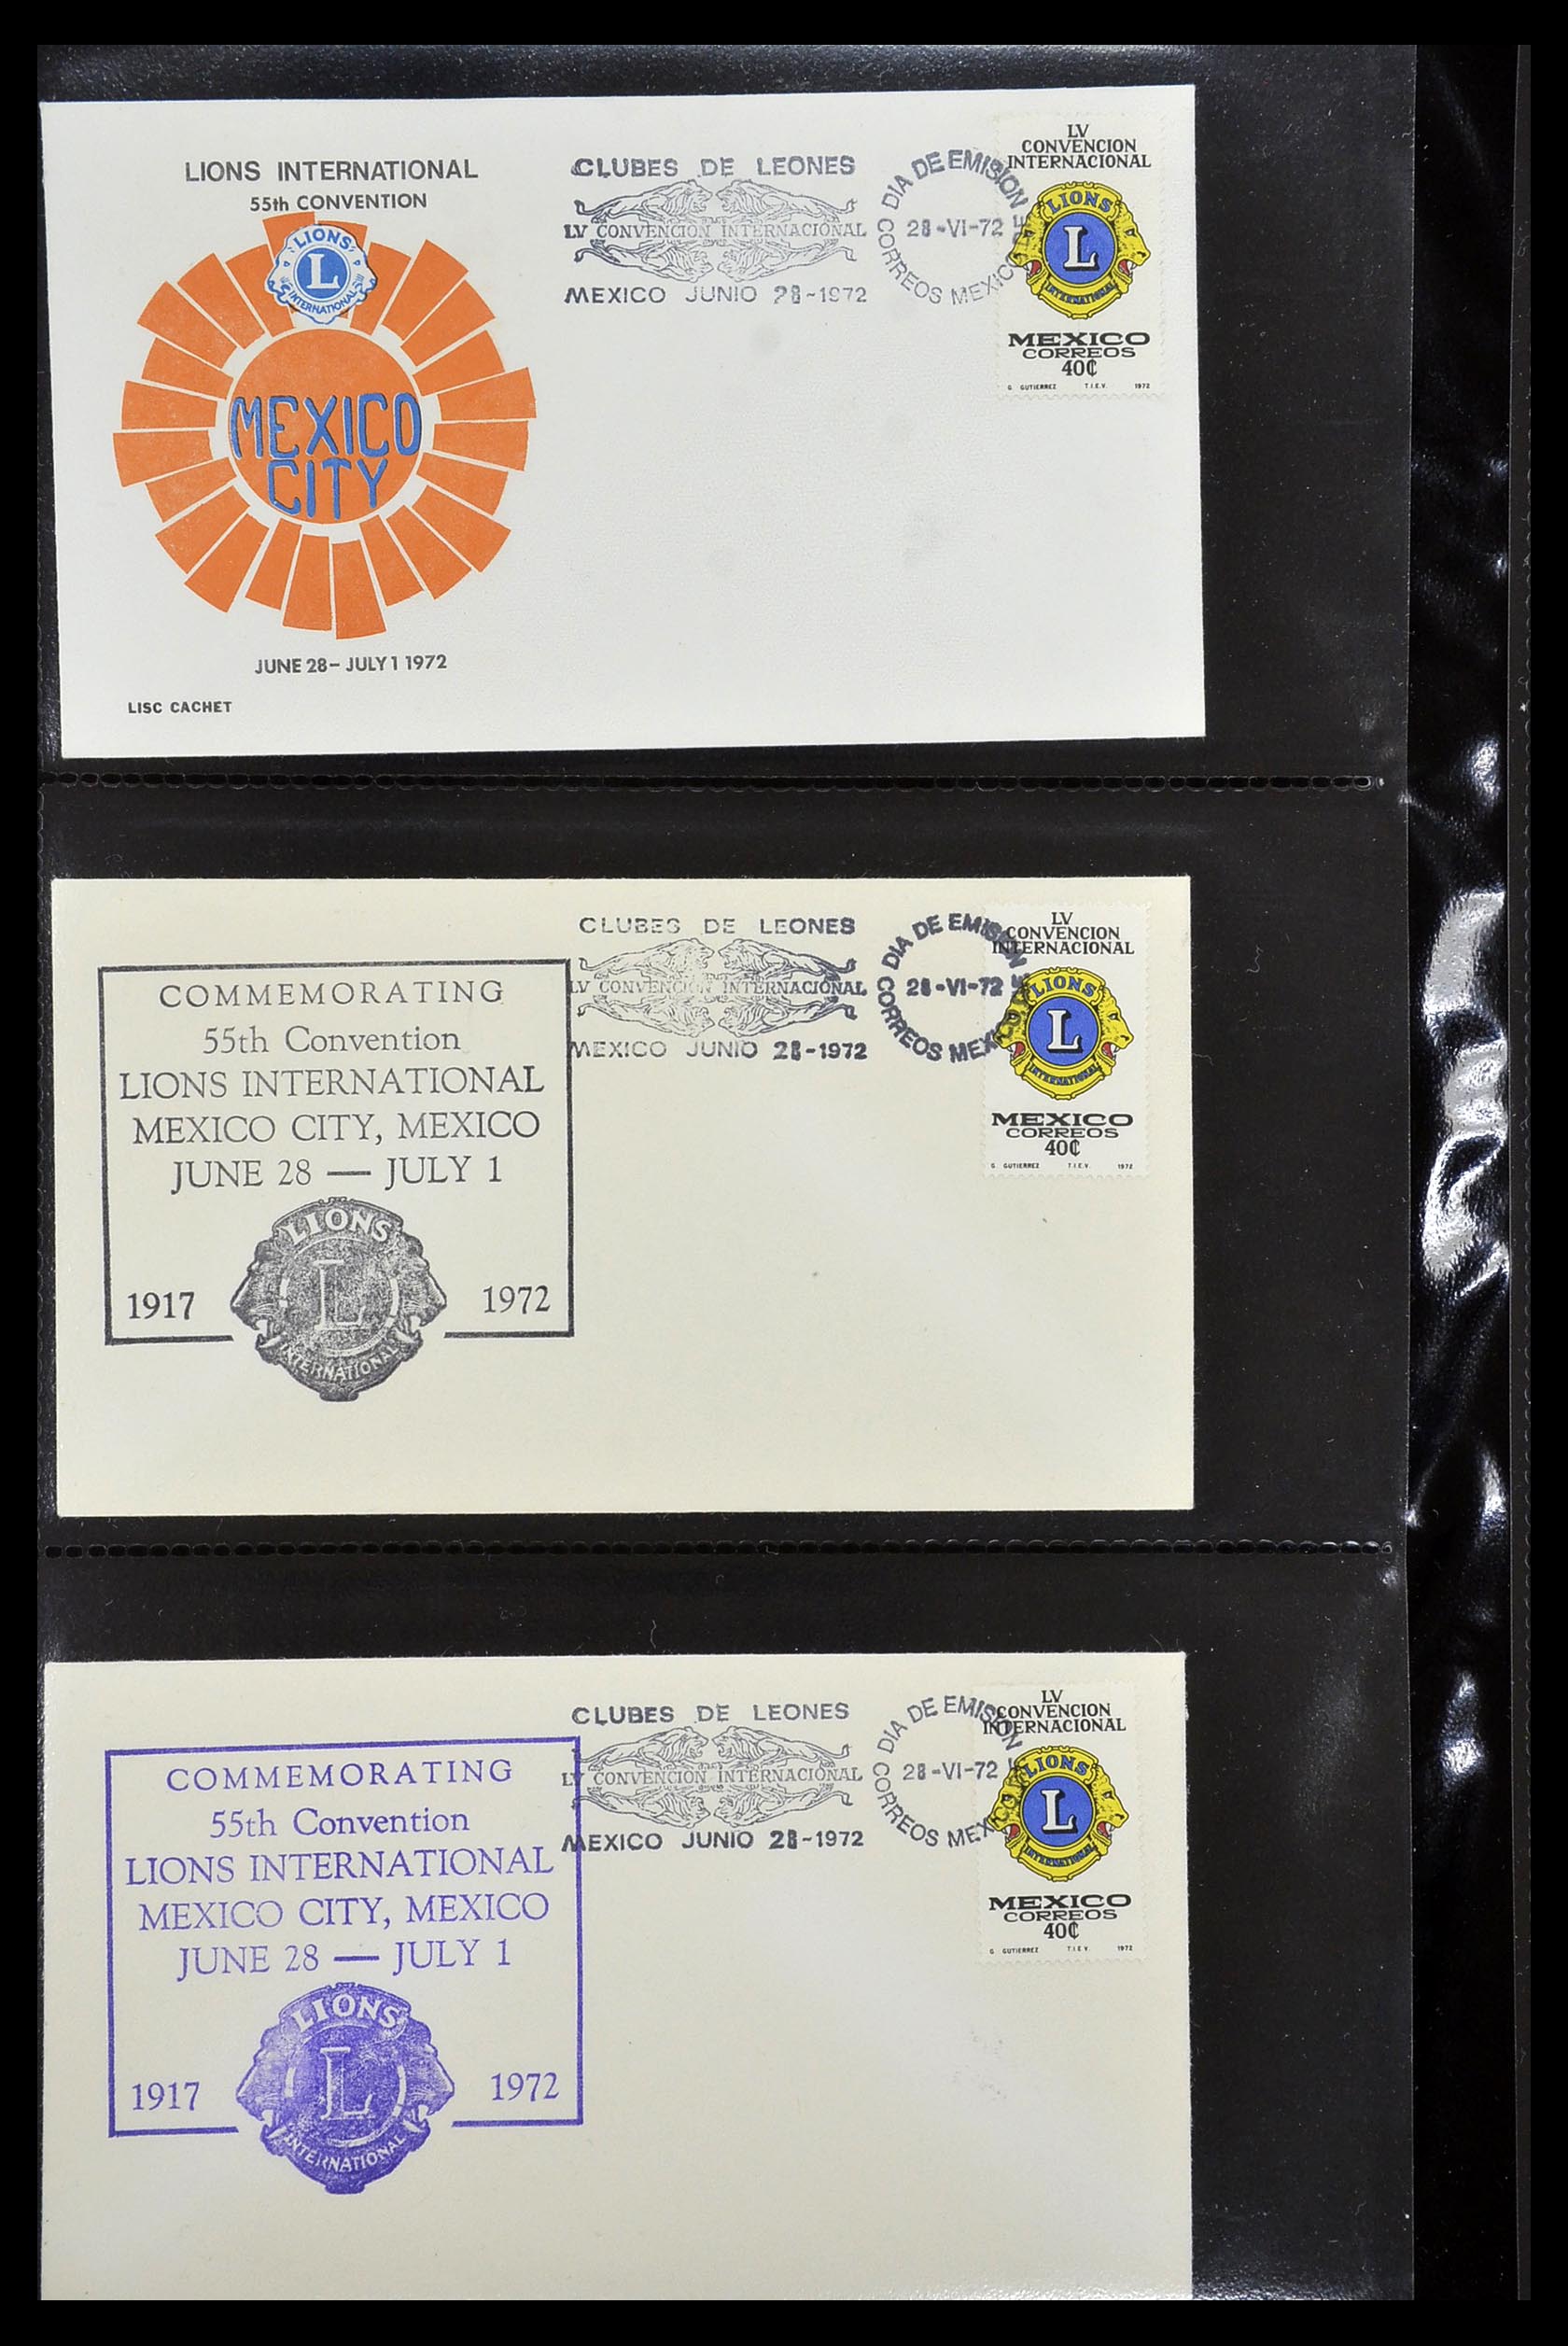 LIONS INTERNATIONAL
55th CONVENTION
LIONS
L
INTERNATIONAL
MEXICO
CITY
JUNE 28 - JULY 1 1972
LISC CACHET
CLUBES DE LEONES
LV CONVENCION INTERNACIONAL
MEXICO JUNIO 28-1972
DIA DE EMISION
28-VI-72
CORREOS MEXICO
LV
CONVENCION
INTERNACIONAL
LIONS
L
INTERNATIONAL
MEXICO
CORREOS
40¢
G. GUTIERREZ T.I.E.V. 1972
COMMEMORATING
55th Convention
LIONS INTERNATIONAL
MEXICO CITY, MEXICO
JUNE 28 — JULY 1
LIONS
L
INTERNATIONAL
1917 1972
CLUBES DE LEONES
LV CONVENCION INTERNACIONAL
MEXICO JUNIO 28-1972
DIA DE EMISION
28-VI-72
CORREOS MEXICO
LV
CONVENCION
INTERNACIONAL
LIONS
L
INTERNATIONAL
MEXICO
CORREOS
40¢
G. GUTIERREZ T.I.E.V. 1972
COMMEMORATING
55th Convention
LIONS INTERNATIONAL
MEXICO CITY, MEXICO
JUNE 28 — JULY 1
LIONS
L
INTERNATIONAL
1917 1972
CLUBES DE LEONES
LV CONVENCION INTERNACIONAL
MEXICO JUNIO 28-1972
DIA DE EMISION
28-VI-72
CORREOS MEXICO
LV
CONVENCION
INTERNACIONAL
LIONS
L
INTERNATIONAL
MEXICO
CORREOS
40¢
G GUTIERREZ T.I.E.V. 1972